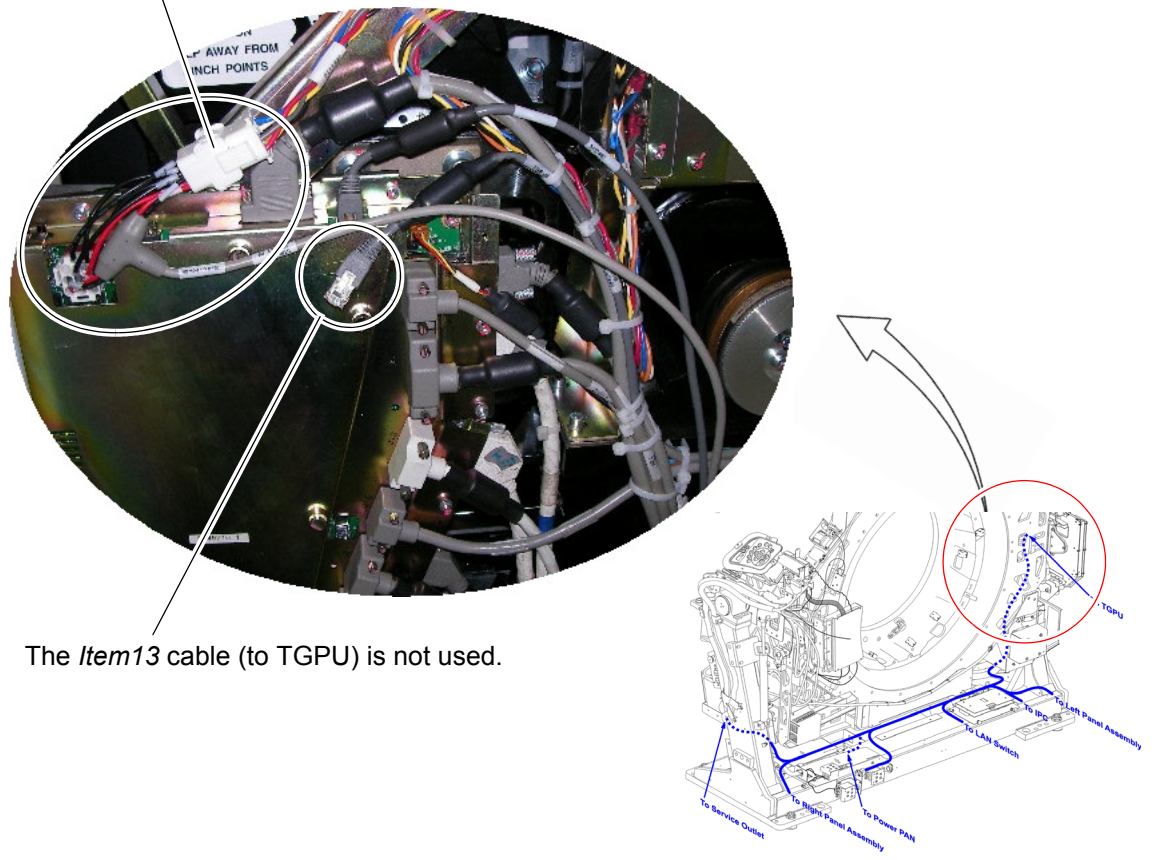 AWAY FROM
INCH POINTS
The Item13 cable (to TGPU) is not used.
TGPU
To Left Panel Assembly
To IPC
To LAN Switch
To Power PAN
To Right Panel Assembly
To Service Outlet